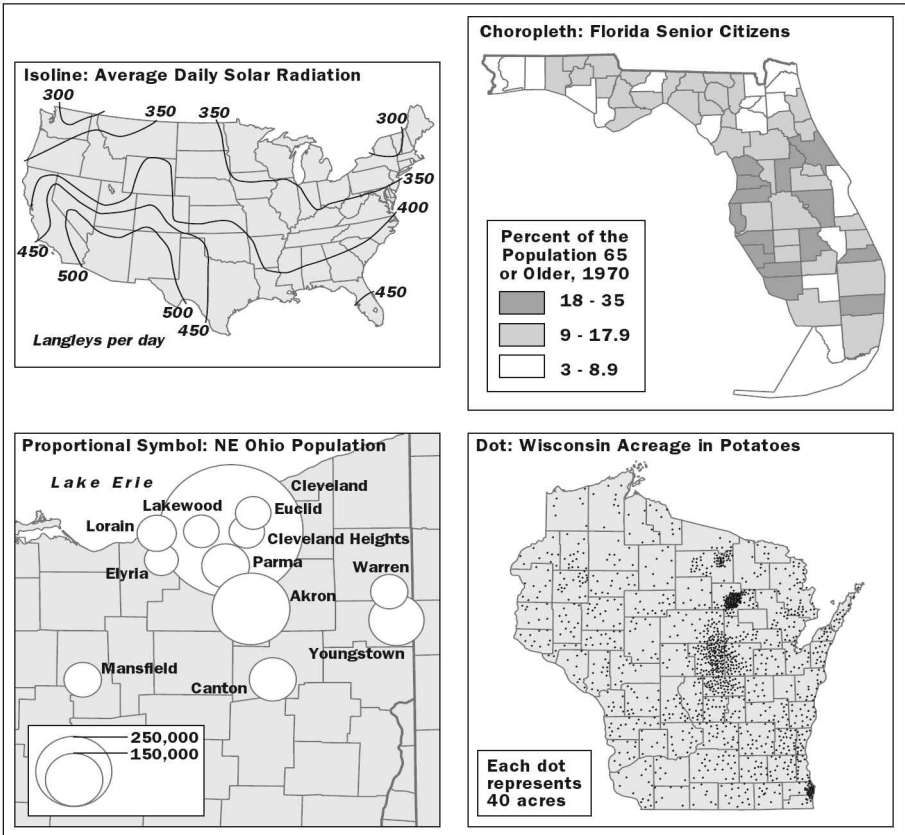 Isoline: Average Daily Solar Radiation
300
350
350
300
350
400
450
500
500
450
450
Langleys per day
Choropleth: Florida Senior Citizens
Percent of the
Population 65
or Older, 1970
18 - 35
9 - 17.9
3 - 8.9
Proportional Symbol: NE Ohio Population
Lake Erie
Cleveland
Lakewood
Euclid
Lorain
Cleveland Heights
Elyria
Parma
Warren
Akron
Youngstown
Mansfield
Canton
250,000
150,000
Dot: Wisconsin Acreage in Potatoes
Each dot
represents
40 acres